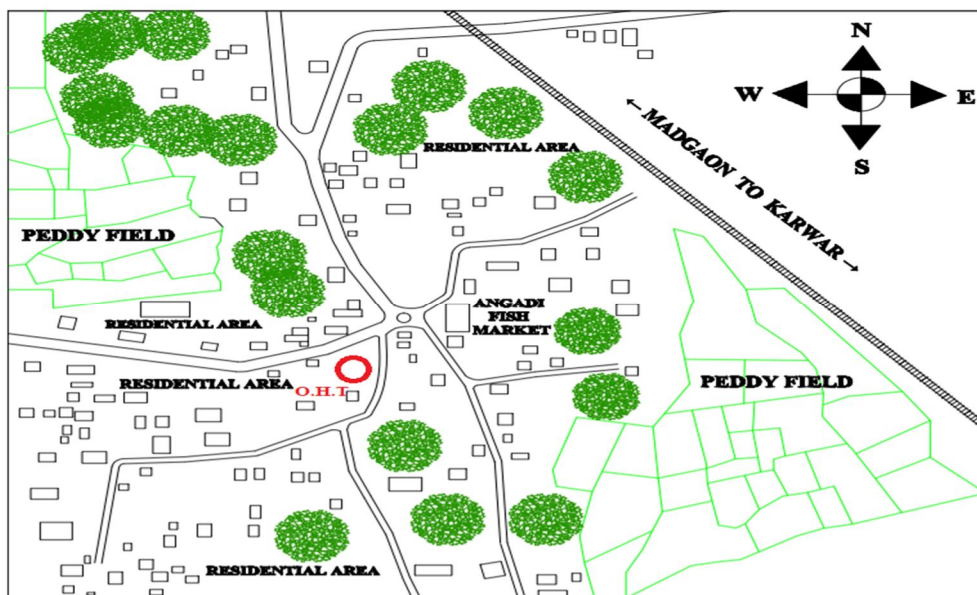 N
W
E
S
← MADGAON TO KARWAR →
RESIDENTIAL AREA
PEDDY FIELD
ANGADI
FISH
MARKET
RESIDENTIAL AREA
RESIDENTIAL AREA
O.H.T
PEDDY FIELD
RESIDENTIAL AREA